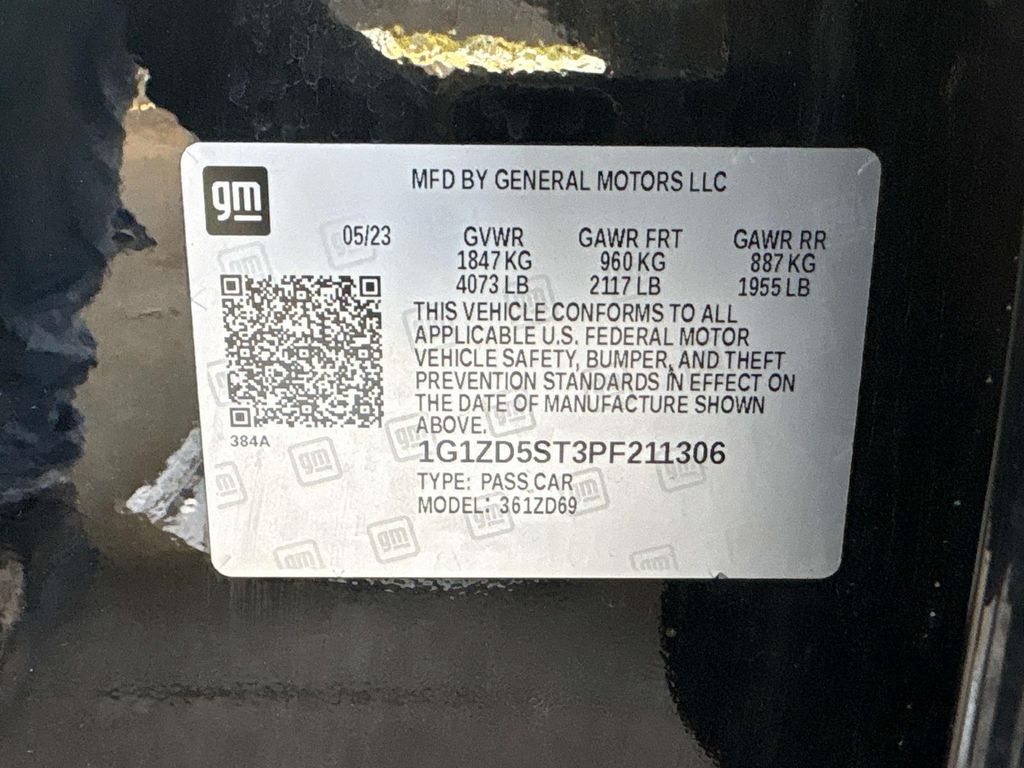 gm
MFD BY GENERAL MOTORS LLC
05/23 GVWR GAWR FRT GAWR RR
1847 KG 960 KG 887 KG
4073 LB 2117 LB 1955 LB
THIS VEHICLE CONFORMS TO ALL
APPLICABLE U.S. FEDERAL MOTOR
VEHICLE SAFETY, BUMPER, AND THEFT
PREVENTION STANDARDS IN EFFECT ON
THE DATE OF MANUFACTURE SHOWN
ABOVE.
384A
1G1ZD5ST3PF211306
TYPE: PASS CAR
MODEL: 361ZD69